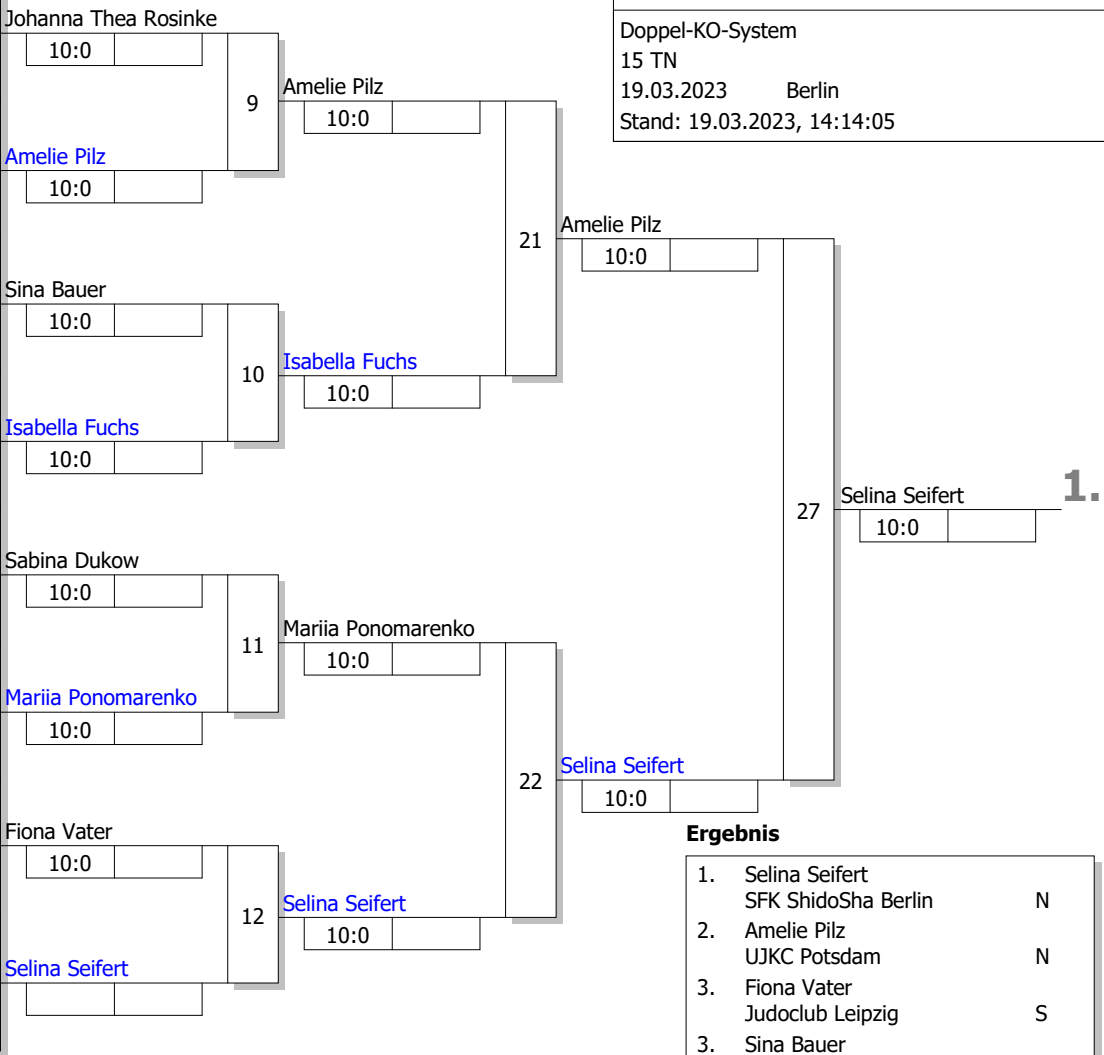 Johanna Thea Rosinke
10:0
Doppel-KO-System
15 TN
19.03.2023 Berlin
Stand: 19.03.2023, 14:14:05
9
Amelie Pilz
10:0
Amelie Pilz
10:0
21
Amelie Pilz
10:0
Sina Bauer
10:0
10
Isabella Fuchs
10:0
Isabella Fuchs
10:0
27
Selina Seifert
10:0
1.
Sabina Dukow
10:0
11
Mariia Ponomarenko
10:0
Mariia Ponomarenko
10:0
22
Selina Seifert
10:0
Fiona Vater
10:0
12
Selina Seifert
10:0
Selina Seifert
Ergebnis
1. Selina Seifert
SFK ShidoSha Berlin N
2. Amelie Pilz
UJKC Potsdam N
3. Fiona Vater
Judoclub Leipzig S
3. Sina Bauer